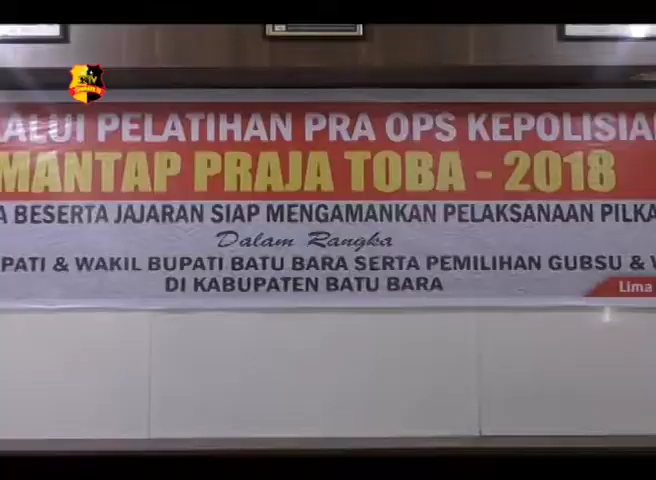 ALUI PELATIHAN PRA OPS KEPOLISIA
MANTAP PRAJA TOBA - 2018
A BESERTA JAJARAN SIAP MENGAMANKAN PELAKSANAAN PILKA
Dalam Rangka
PATI & WAKIL BUPATI BATU BARA SERTA PEMILIHAN GUBSU & 
DI KABUPATEN BATU BARA
Lima